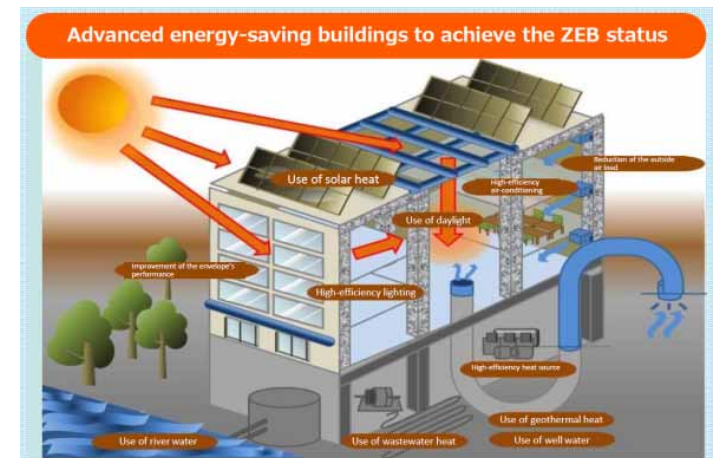 Advanced energy-saving buildings to achieve the ZEB status
Reduction of the outside
air load
Use of solar heat
High-efficiency
air-conditioning
Use of daylight
Improvement of the envelope's
performance
High-efficiency lighting
High-efficiency heat source
Use of geothermal heat
Use of river water
Use of wastewater heat
Use of well water